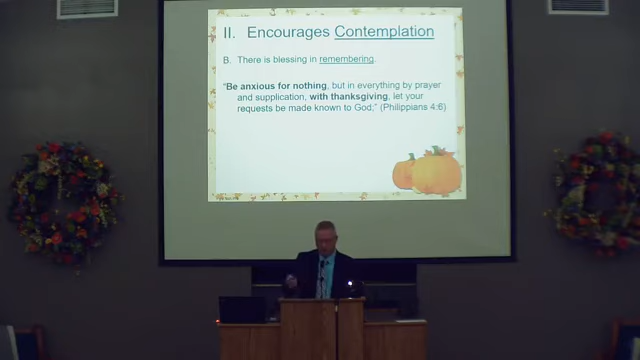 II. Encourages Contemplation
B. There is blessing in remembering.
“Be anxious for nothing, but in everything by prayer
and supplication, with thanksgiving, let your
requests be made known to God;” (Philippians 4:6)